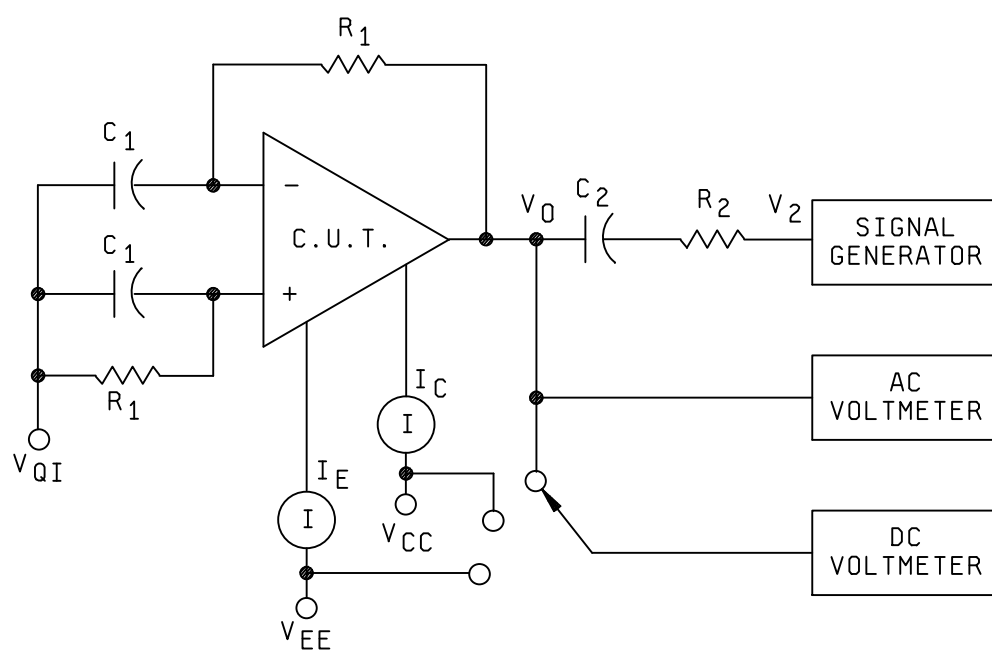 R1
C1
−
C.U.T.
VO
C2
R2
V2
SIGNAL
GENERATOR
C1
+
R1
VQI
IC
I
AC
VOLTMETER
IE
I
VCC
DC
VOLTMETER
VEE